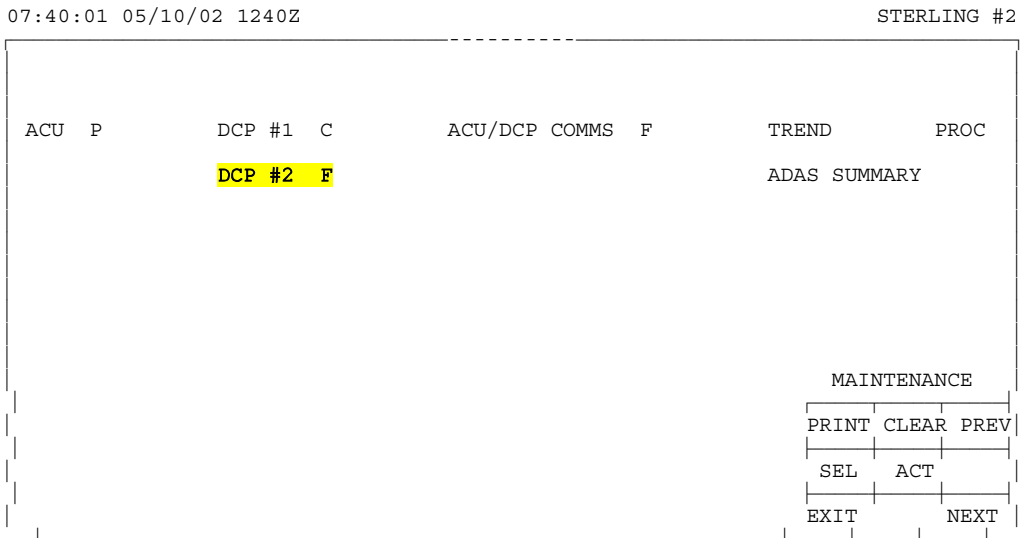 07:40:01 05/10/02 1240Z STERLING #2
ACU P DCP #1 C ACU/DCP COMMS F TREND PROC
DCP #2 F ADAS SUMMARY
MAINTENANCE
PRINT CLEAR PREV
SEL ACT
EXIT NEXT